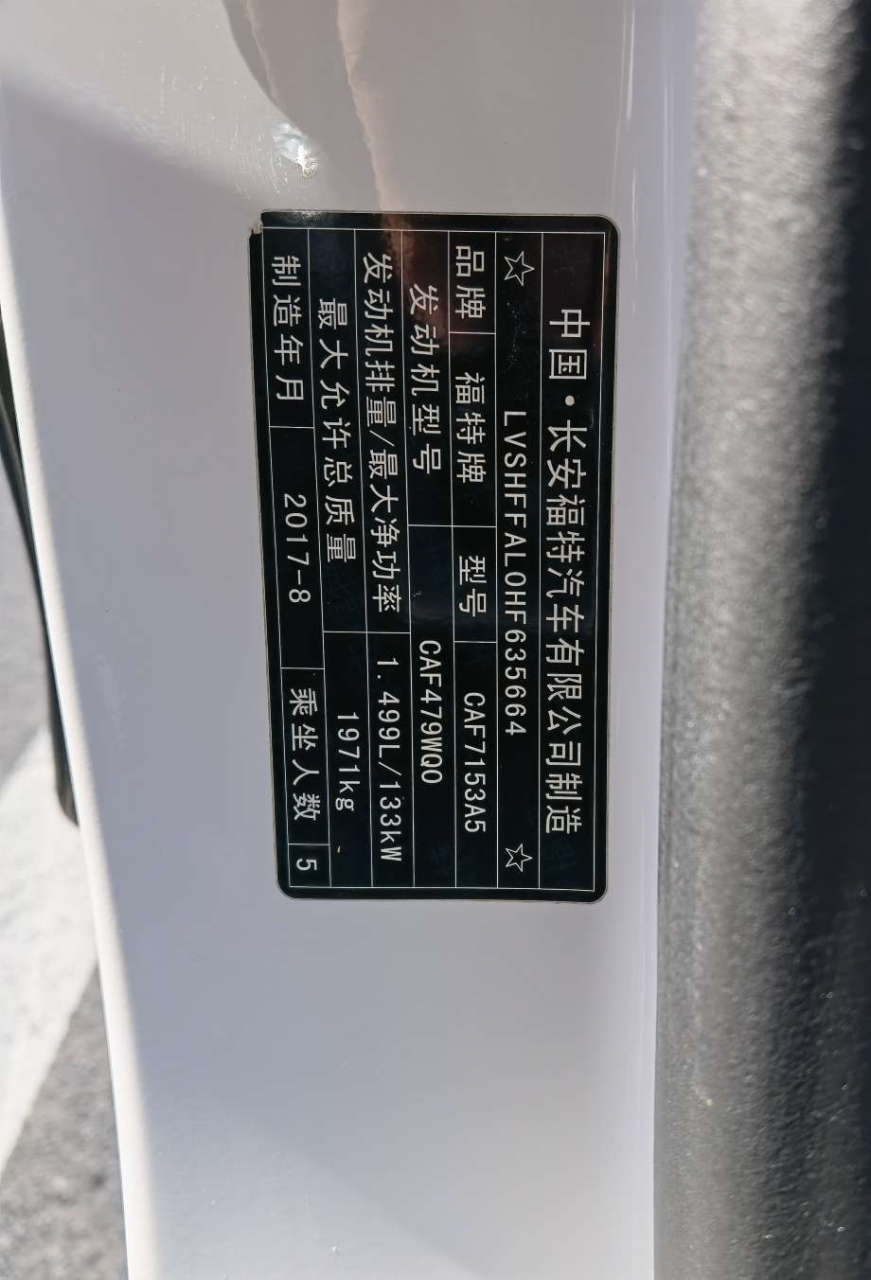 中国·长安福特汽车有限公司制造
☆ LVSHFFAL0HF635664 ☆
品牌 福特牌 型号 CAF7153A5
发动机型号 CAF479WQ0
发动机排量/最大净功率 1.499L/133kW
最大允许总质量 1971kg
制造年月 2017-8 乘坐人数 5